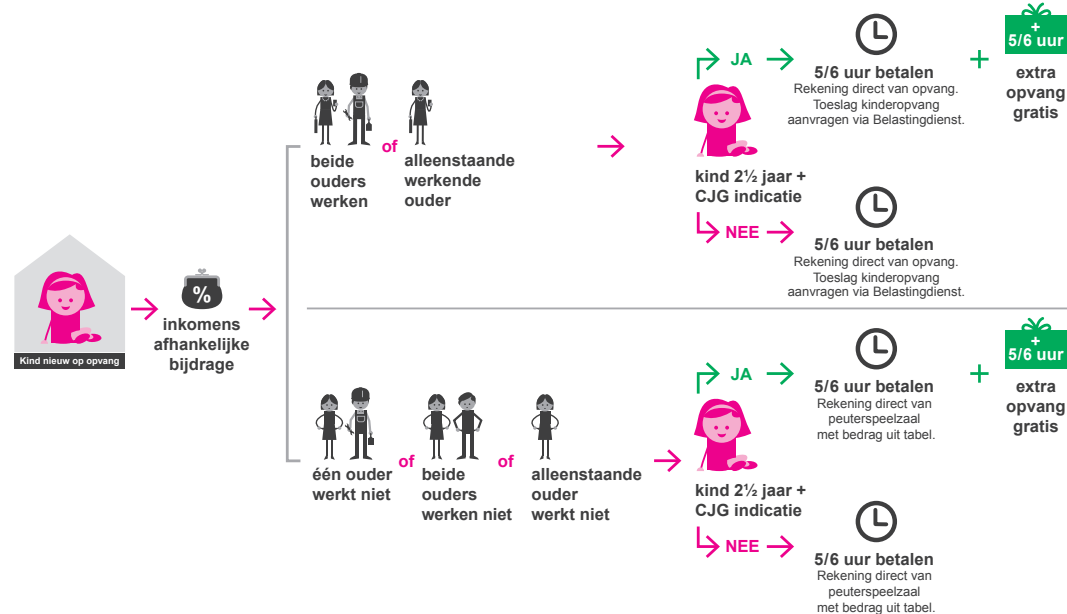 Kind nieuw op opvang
%
inkomens
afhankelijke
bijdrage
beide
ouders
werken
of
alleenstaande
werkende
ouder
kind 2½ jaar +
CJG indicatie
JA
5/6 uur betalen
Rekening direct van opvang.
Toeslag kinderopvang
aanvragen via Belastingdienst.
+
+
5/6 uur
extra
opvang
gratis
NEE
5/6 uur betalen
Rekening direct van opvang.
Toeslag kinderopvang
aanvragen via Belastingdienst.
één ouder
werkt niet
of
beide
ouders
werken niet
of
alleenstaande
ouder
werkt niet
kind 2½ jaar +
CJG indicatie
JA
5/6 uur betalen
Rekening direct van
peuterspeelzaal
met bedrag uit tabel.
+
+
5/6 uur
extra
opvang
gratis
NEE
5/6 uur betalen
Rekening direct van
peuterspeelzaal
met bedrag uit tabel.